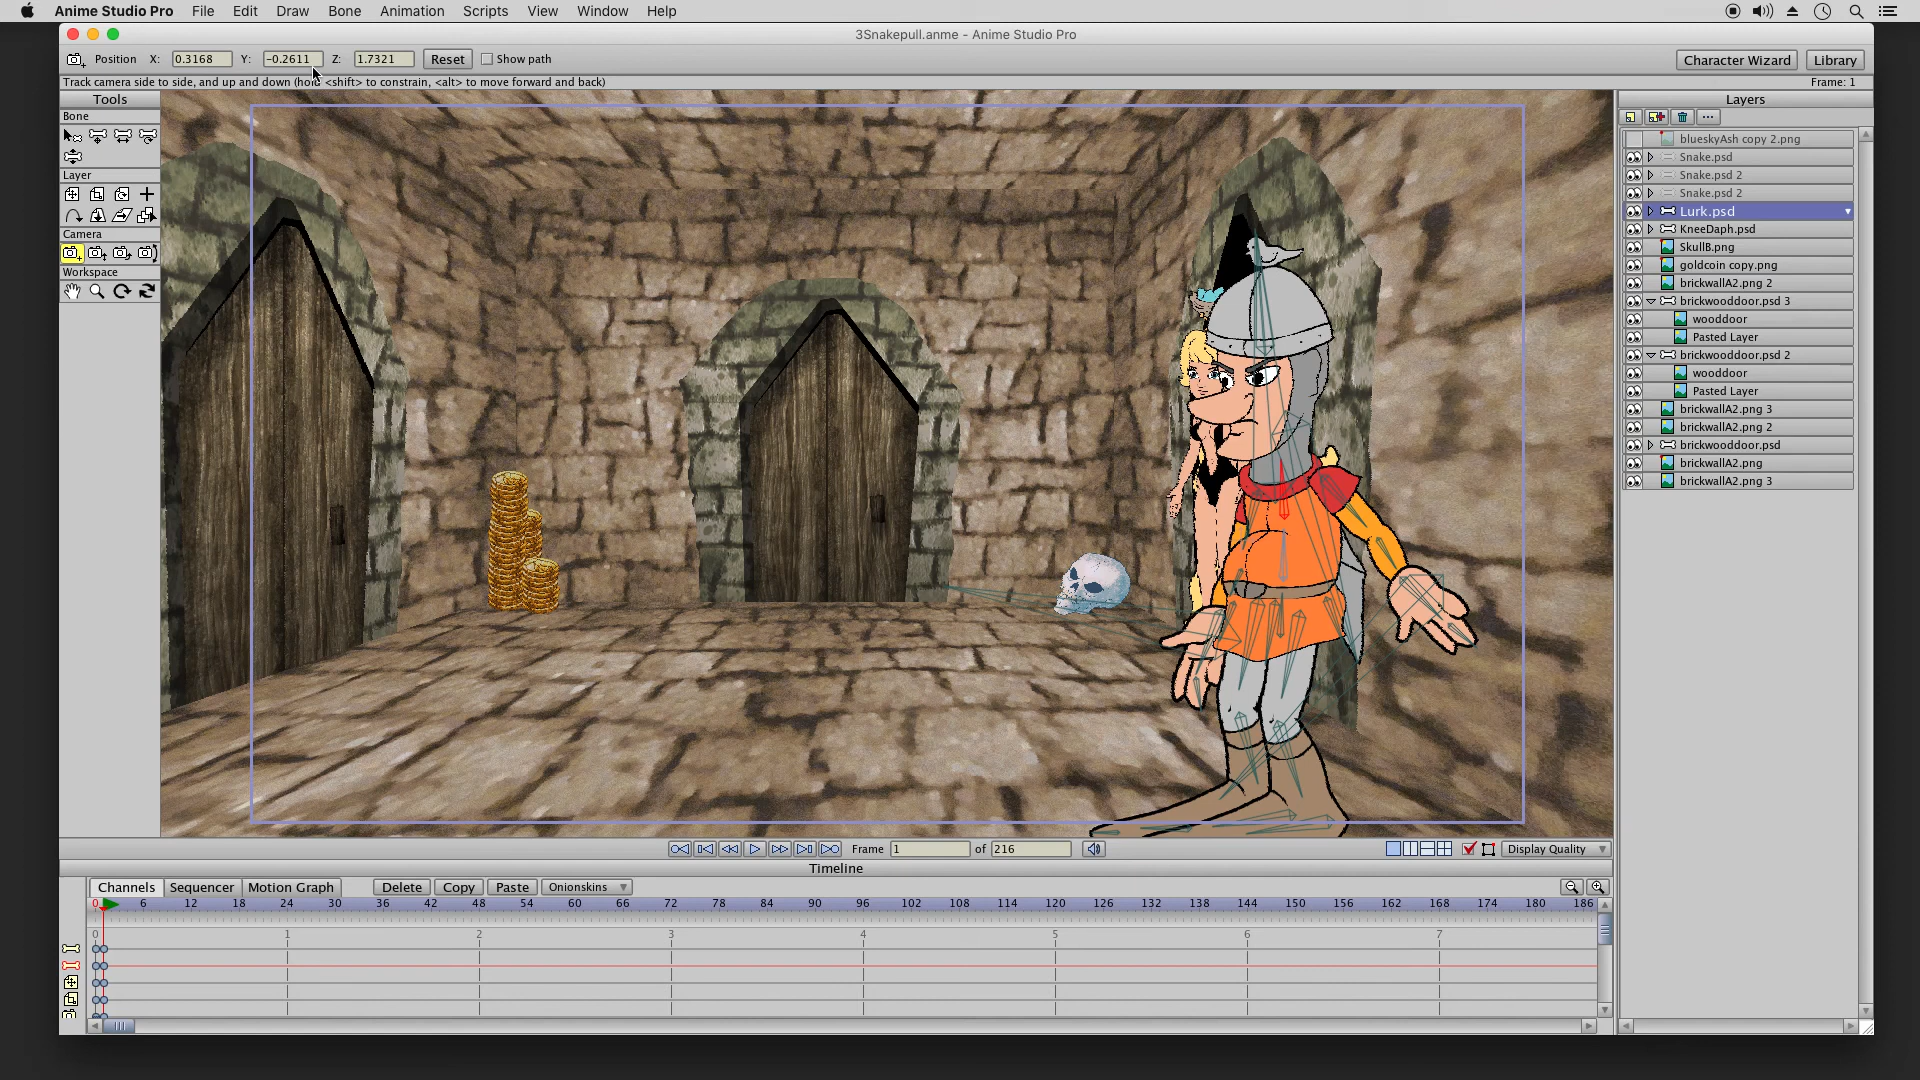 Anime Studio Pro File Edit Draw Bone Animation Scripts View Window Help
3Snakepull.anme - Anime Studio Pro
Position X: 0.3168 Y: -0.2611 Z: 1.7321 Reset Show path Character Wizard Library
Track camera side to side, and up and down (hold <shift> to constrain, <alt> to move forward and back) Frame: 1
Tools
Bone
Layer
Camera
Workspace
Layers
blueskyAsh copy 2.png
Snake.psd
Snake.psd 2
Snake.psd 2
Lurk.psd
KneeDaph.psd
SkullB.png
goldcoin copy.png
brickwallA2.png 2
brickwooddoor.psd 3
wooddoor
Pasted Layer
brickwooddoor.psd 2
wooddoor
Pasted Layer
brickwallA2.png 3
brickwallA2.png 2
brickwooddoor.psd
brickwallA2.png
brickwallA2.png 3
Frame 1 of 216 Display Quality
Timeline
Channels Sequencer Motion Graph Delete Copy Paste Onionskins
0 6 12 18 24 30 36 42 48 54 60 66 72 78 84 90 96 102 108 114 120 126 132 138 144 150 156 162 168 174 180 186
0 1 2 3 4 5 6 7